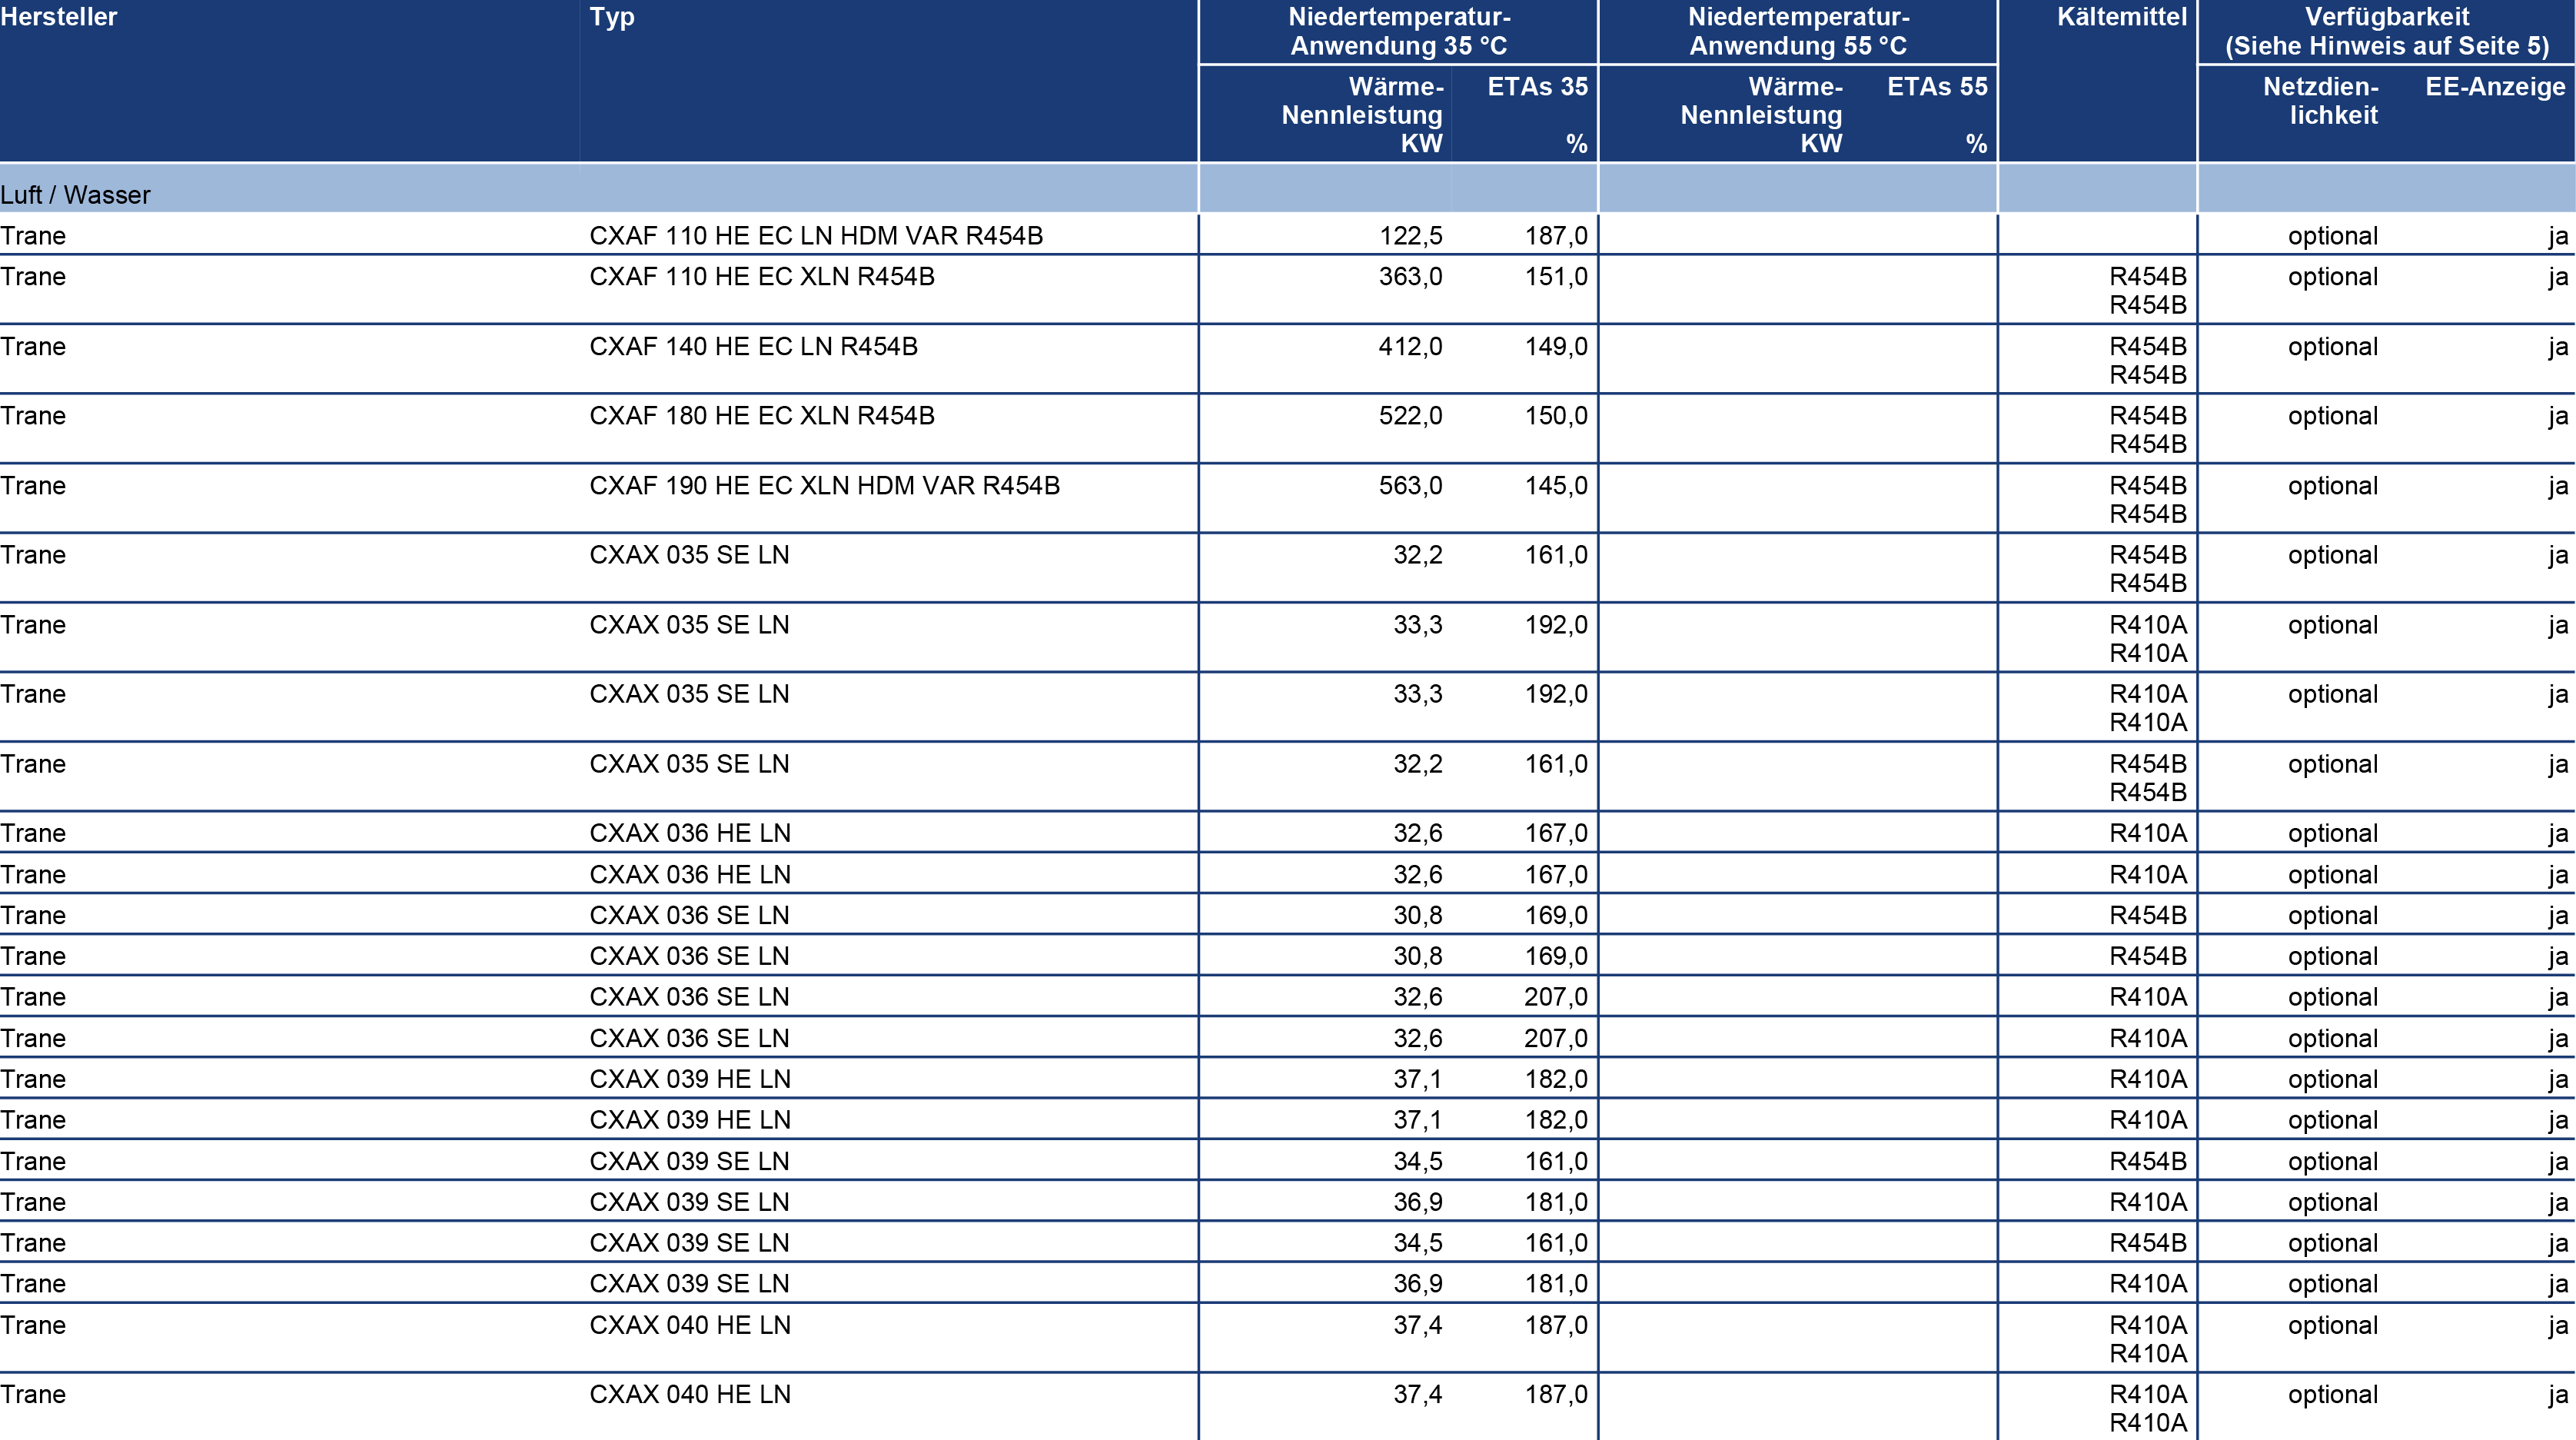 Hersteller Typ Niedertemperatur- Niedertemperatur- Kältemittel Verfügbarkeit
Anwendung 35 °C Anwendung 55 °C (Siehe Hinweis auf Seite 5)
Wärme- ETAs 35 Wärme- ETAs 55 Netzdien- EE-Anzeige
Nennleistung Nennleistung lichkeit
KW % KW %
Luft / Wasser
Trane CXAF 110 HE EC LN HDM VAR R454B 122,5 187,0 optional ja
Trane CXAF 110 HE EC XLN R454B 363,0 151,0 R454B optional ja
R454B
Trane CXAF 140 HE EC LN R454B 412,0 149,0 R454B optional ja
R454B
Trane CXAF 180 HE EC XLN R454B 522,0 150,0 R454B optional ja
R454B
Trane CXAF 190 HE EC XLN HDM VAR R454B 563,0 145,0 R454B optional ja
R454B
Trane CXAX 035 SE LN 32,2 161,0 R454B optional ja
R454B
Trane CXAX 035 SE LN 33,3 192,0 R410A optional ja
R410A
Trane CXAX 035 SE LN 33,3 192,0 R410A optional ja
R410A
Trane CXAX 035 SE LN 32,2 161,0 R454B optional ja
R454B
Trane CXAX 036 HE LN 32,6 167,0 R410A optional ja
Trane CXAX 036 HE LN 32,6 167,0 R410A optional ja
Trane CXAX 036 SE LN 30,8 169,0 R454B optional ja
Trane CXAX 036 SE LN 30,8 169,0 R454B optional ja
Trane CXAX 036 SE LN 32,6 207,0 R410A optional ja
Trane CXAX 036 SE LN 32,6 207,0 R410A optional ja
Trane CXAX 039 HE LN 37,1 182,0 R410A optional ja
Trane CXAX 039 HE LN 37,1 182,0 R410A optional ja
Trane CXAX 039 SE LN 34,5 161,0 R454B optional ja
Trane CXAX 039 SE LN 36,9 181,0 R410A optional ja
Trane CXAX 039 SE LN 34,5 161,0 R454B optional ja
Trane CXAX 039 SE LN 36,9 181,0 R410A optional ja
Trane CXAX 040 HE LN 37,4 187,0 R410A optional ja
R410A
Trane CXAX 040 HE LN 37,4 187,0 R410A optional ja
R410A